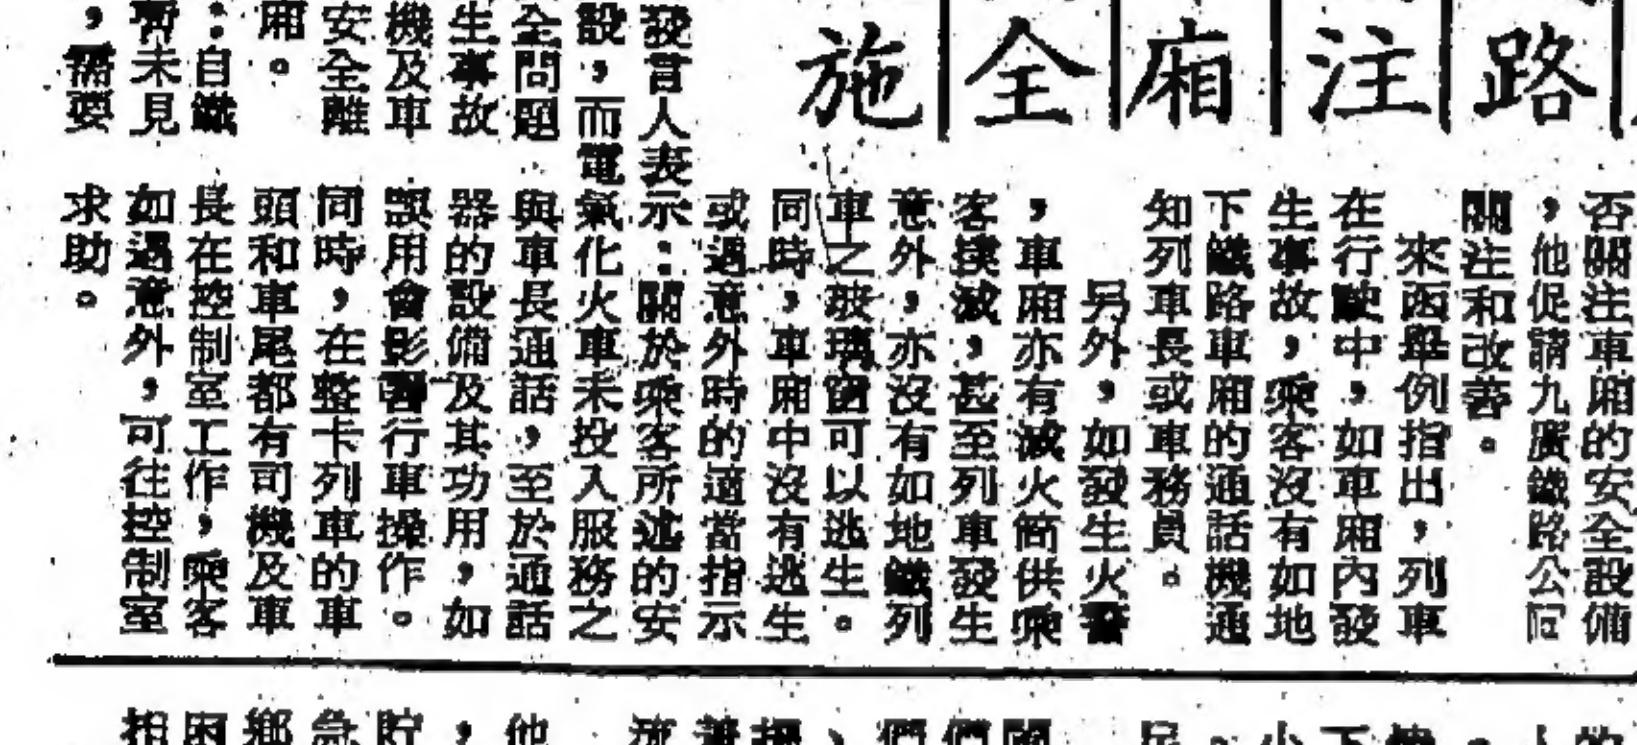 路
注
廂
全
施
否關注車廂的安全設備
，他促請九廣鐵路公司
關注和改善。
來函舉例指出，列車
在行駛中，如車廂內發
生事故，乘客沒有如地
下鐵路車廂的通話機通
知列車長或車務員。
另外，如發生火警
，車廂亦有滅火筒供乘
客撲滅，甚至列車發生
意外，亦沒有如地鐵列
車之玻璃窗可以逃生。
同時，車廂中沒有逃生
或遇意外時的適當指示
發言人表示：關於乘客所述的安
設，而電氣化火車未投入服務之
全問題
生事故
機及車
安全離
廂。
：自鐵
未見
，需要
與車長通話，至於通話
器的設備及其功用，如
誤用會影響行車操作。
同時，在整卡列車的車
頭和車尾都有司機及車
長在控制室工作，乘客
如遇意外，可往控制室
求助。